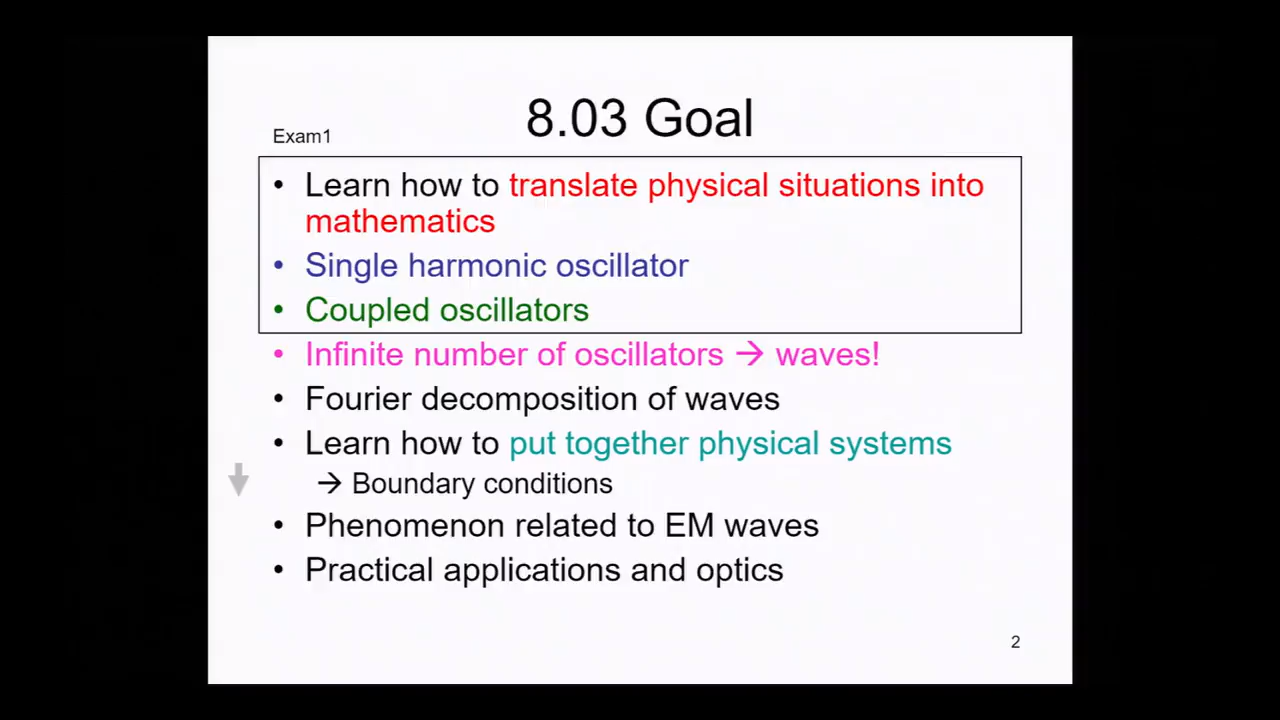 8.03 Goal
Exam1
• Learn how to translate physical situations into
mathematics
• Single harmonic oscillator
• Coupled oscillators
• Infinite number of oscillators → waves!
• Fourier decomposition of waves
• Learn how to put together physical systems
→ Boundary conditions
• Phenomenon related to EM waves
• Practical applications and optics
2